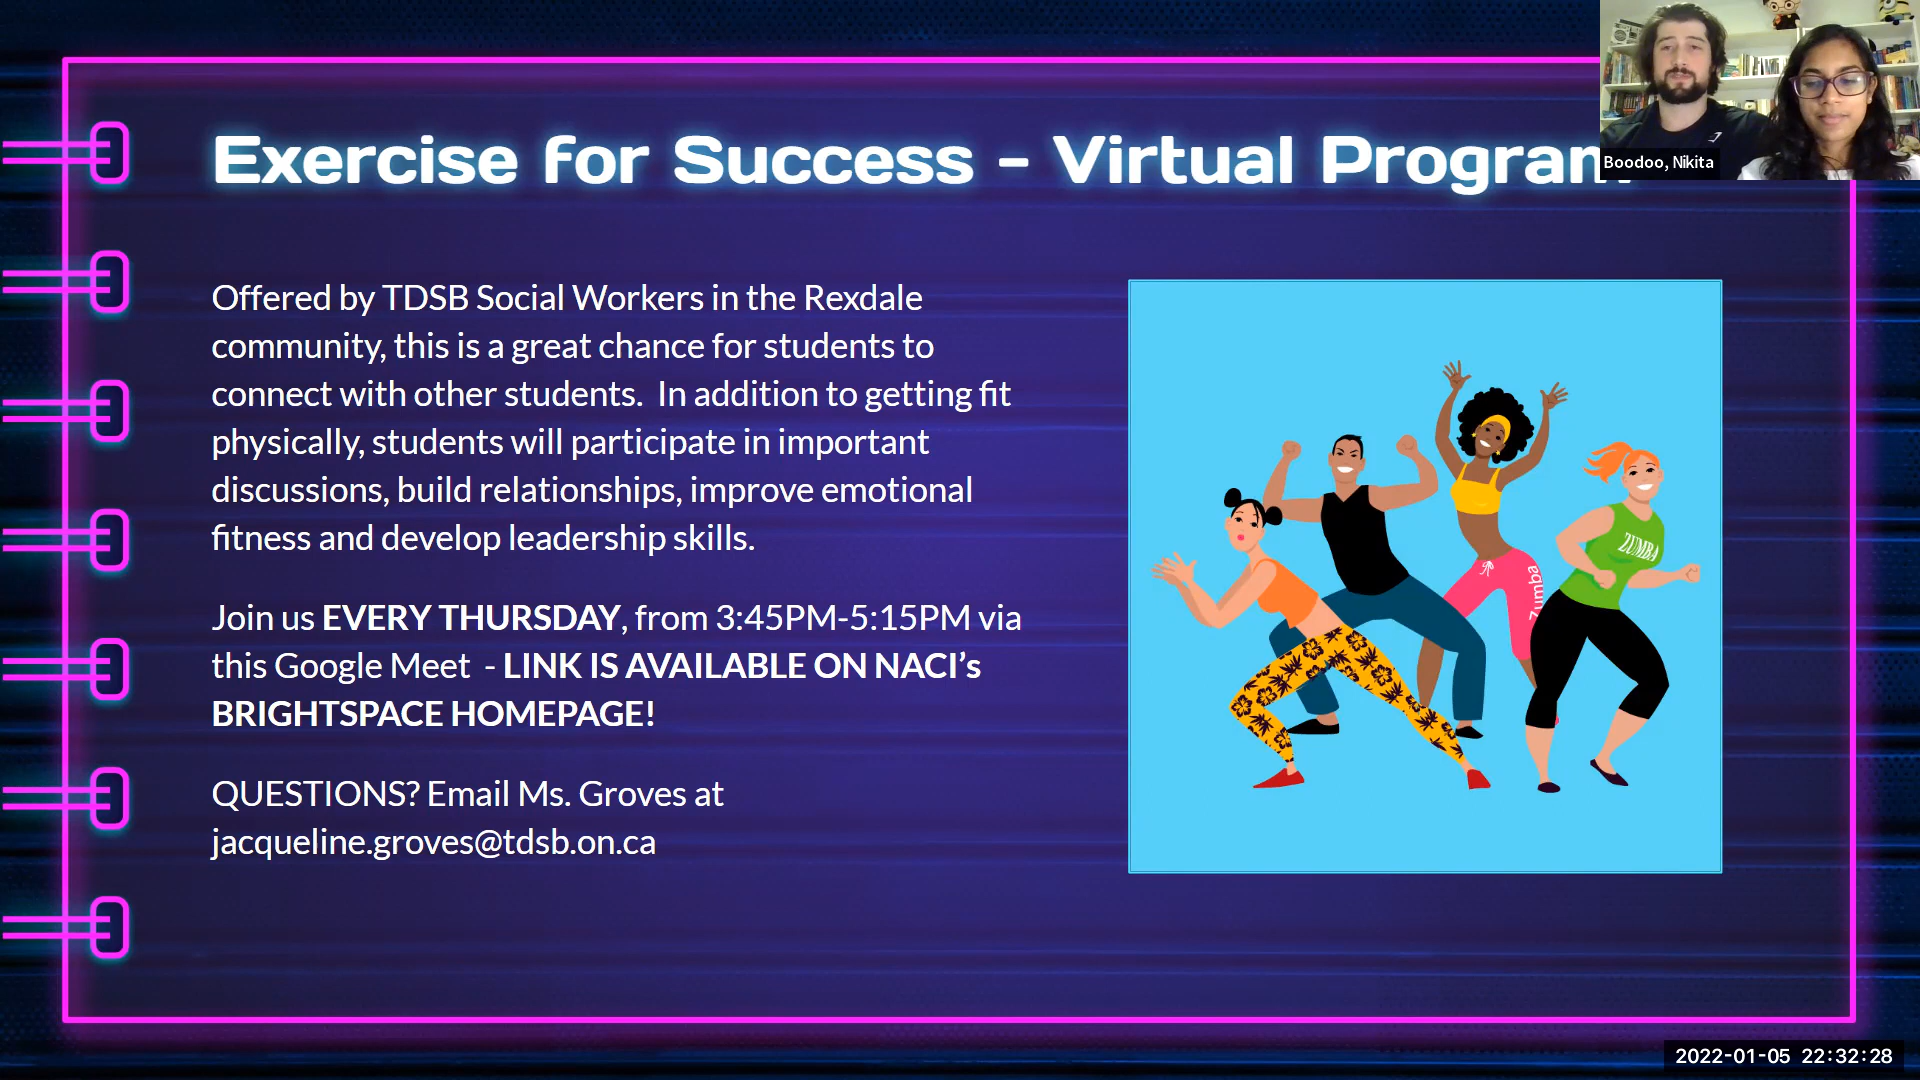 Exercise for Success - Virtual Program
Boodoo, Nikita
Offered by TDSB Social Workers in the Rexdale
community, this is a great chance for students to
connect with other students.  In addition to getting fit
physically, students will participate in important
discussions, build relationships, improve emotional
fitness and develop leadership skills.
Join us EVERY THURSDAY, from 3:45PM-5:15PM via
this Google Meet  - LINK IS AVAILABLE ON NACI’s
BRIGHTSPACE HOMEPAGE!
QUESTIONS? Email Ms. Groves at
jacqueline.groves@tdsb.on.ca
ZUMBA
Zumba
2022-01-05 22:32:28